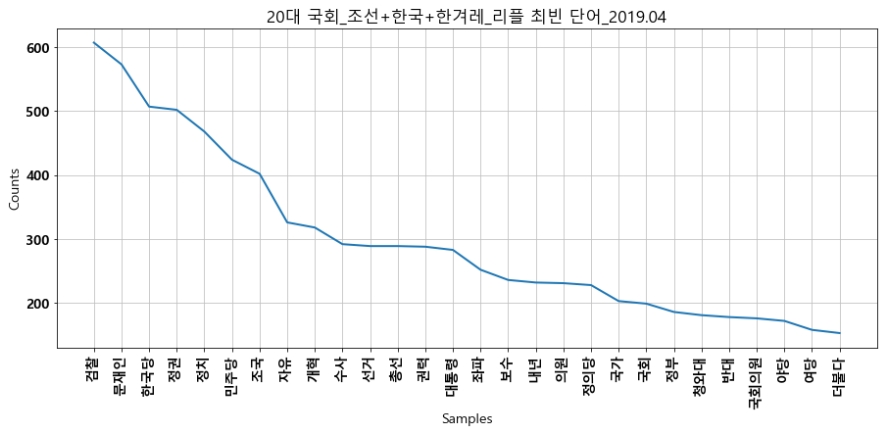 20대 국회_조선+한국+한겨레_리플 최빈 단어_2019.04
600
500
400
300
200
Counts
검찰
문재인
한국당
정권
정치
민주당
조국
자유
개혁
수사
선거
총선
권력
대통령
좌파
보수
내년
의원
정의당
국가
국회
정부
청와대
반대
국회의원
야당
여당
더불다
Samples